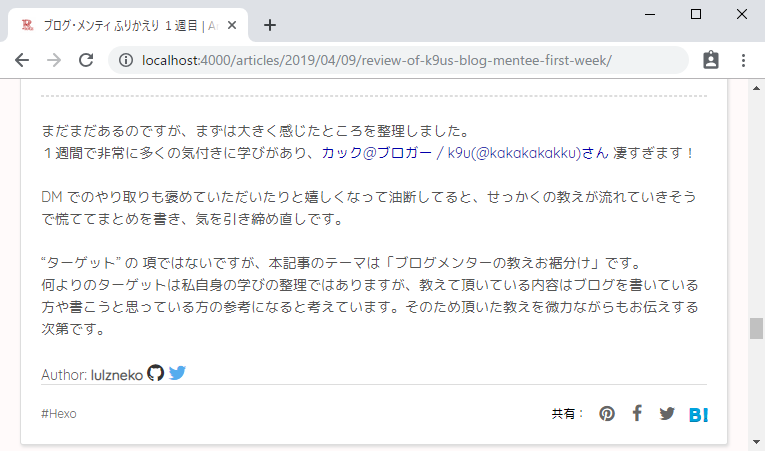 ブログ・メンティ ふりかえり １週目 | A
localhost:4000/articles/2019/04/09/review-of-k9us-blog-mentee-first-week/
まだまだあるのですが、まずは大きく感じたところを整理しました。
１週間で非常に多くの気付きに学びがあり、カック@ブロガー / k9u(@kakakakakku)さん 凄すぎます！
DM でのやり取りも褒めていただいたりと嬉しくなって油断してると、せっかくの教えが流れていきそう
で慌ててまとめを書き、気を引き締め直しです。
“ターゲット” の 項ではないですが、本記事のテーマは「ブログメンターの教えお裾分け」です。
何よりのターゲットは私自身の学びの整理ではありますが、教えて頂いている内容はブログを書いている
方や書こうと思っている方の参考になると考えています。そのため頂いた教えを微力ながらもお伝えする
次第です。
Author: lulzneko
#Hexo
共有：
B!